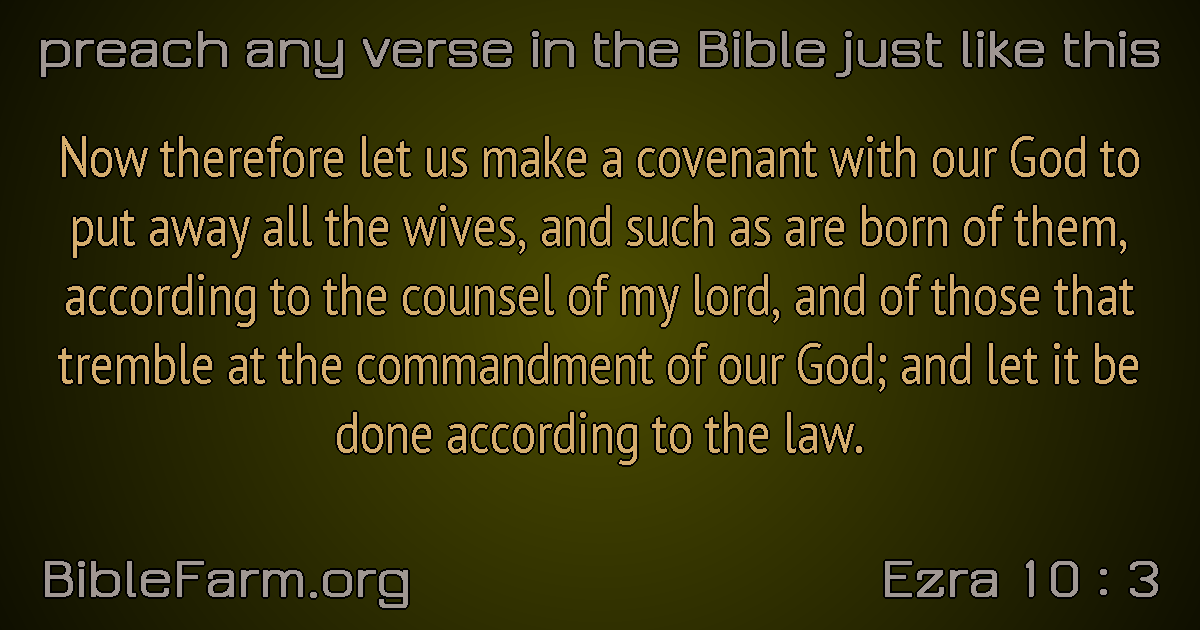 preach any verse in the Bible just like this
Now therefore let us make a covenant with our God to
put away all the wives, and such as are born of them,
according to the counsel of my lord, and of those that
tremble at the commandment of our God; and let it be
done according to the law.
BibleFarm.org
Ezra 10 : 3